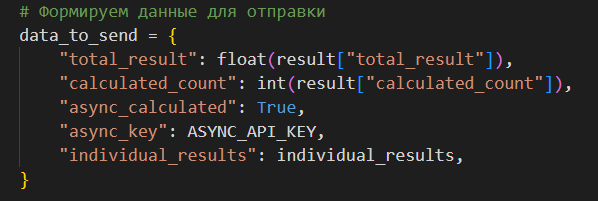 # Формируем данные для отправки
data_to_send = {
    "total_result": float(result["total_result"]),
    "calculated_count": int(result["calculated_count"]),
    "async_calculated": True,
    "async_key": ASYNC_API_KEY,
    "individual_results": individual_results,
}